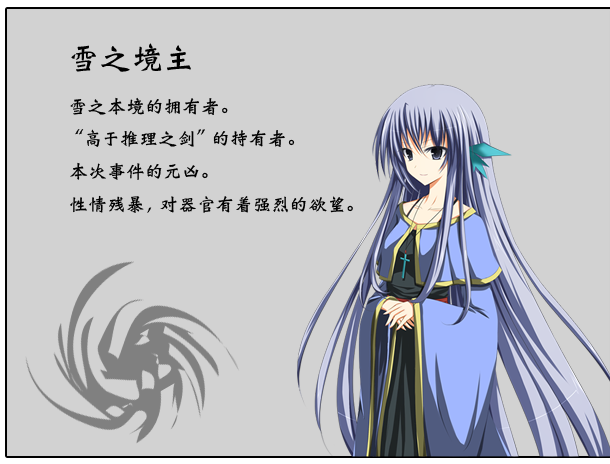 雪之境主
雪之本境的拥有者。
“高于推理之剑”的持有者。
本次事件的元凶。
性情残暴，对器官有着强烈的欲望。